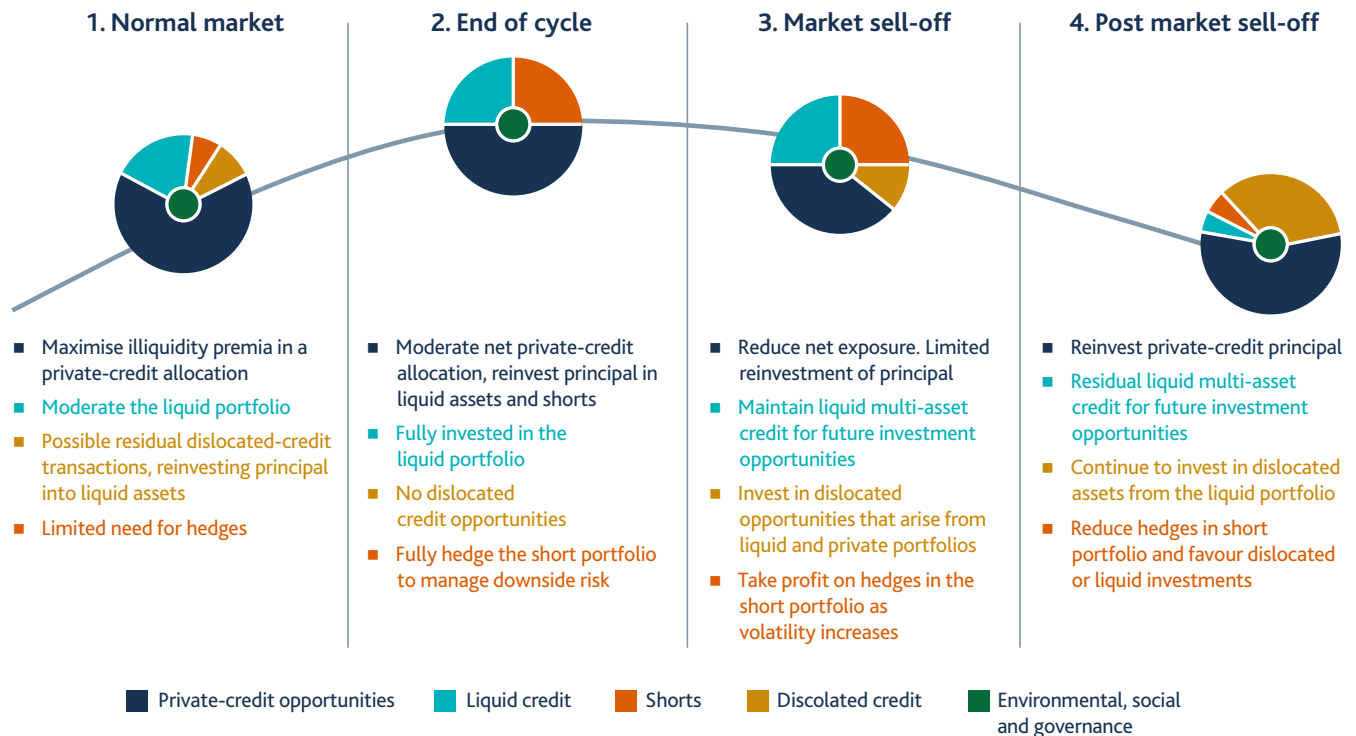 1. Normal market
2. End of cycle
3. Market sell-off
4. Post market sell-off
Maximise illiquidity premia in a
private-credit allocation
Moderate the liquid portfolio
Possible residual dislocated-credit
transactions, reinvesting principal
into liquid assets
Limited need for hedges
Moderate net private-credit
allocation, reinvest principal in
liquid assets and shorts
Fully invested in the
liquid portfolio
No dislocated
credit opportunities
Fully hedge the short portfolio
to manage downside risk
Reduce net exposure. Limited
reinvestment of principal
Maintain liquid multi-asset
credit for future investment
opportunities
Invest in dislocated
opportunities that arise from
liquid and private portfolios
Take profit on hedges in the
short portfolio as
volatility increases
Reinvest private-credit principal
Residual liquid multi-asset
credit for future investment
opportunities
Continue to invest in dislocated
assets from the liquid portfolio
Reduce hedges in short
portfolio and favour dislocated
or liquid investments
Private-credit opportunities
Liquid credit
Shorts
Discolated credit
Environmental, social
and governance